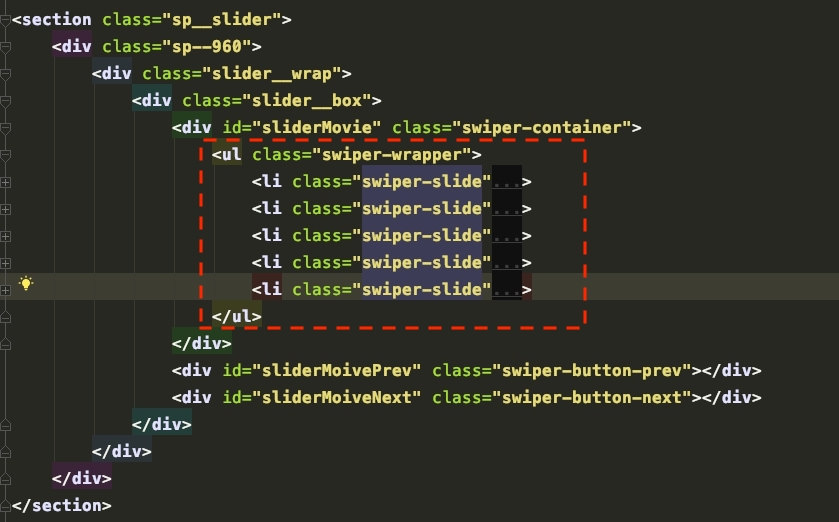 <section class="sp__slider">
<div class="sp--960">
<div class="slider__wrap">
<div class="slider__box">
<div id="sliderMovie" class="swiper-container">
<ul class="swiper-wrapper">
<li class="swiper-slide"...>
<li class="swiper-slide"...>
<li class="swiper-slide"...>
<li class="swiper-slide"...>
<li class="swiper-slide"...>
</ul>
</div>
<div id="sliderMoivePrev" class="swiper-button-prev"></div>
<div id="sliderMoiveNext" class="swiper-button-next"></div>
</div>
</div>
</div>
</section>